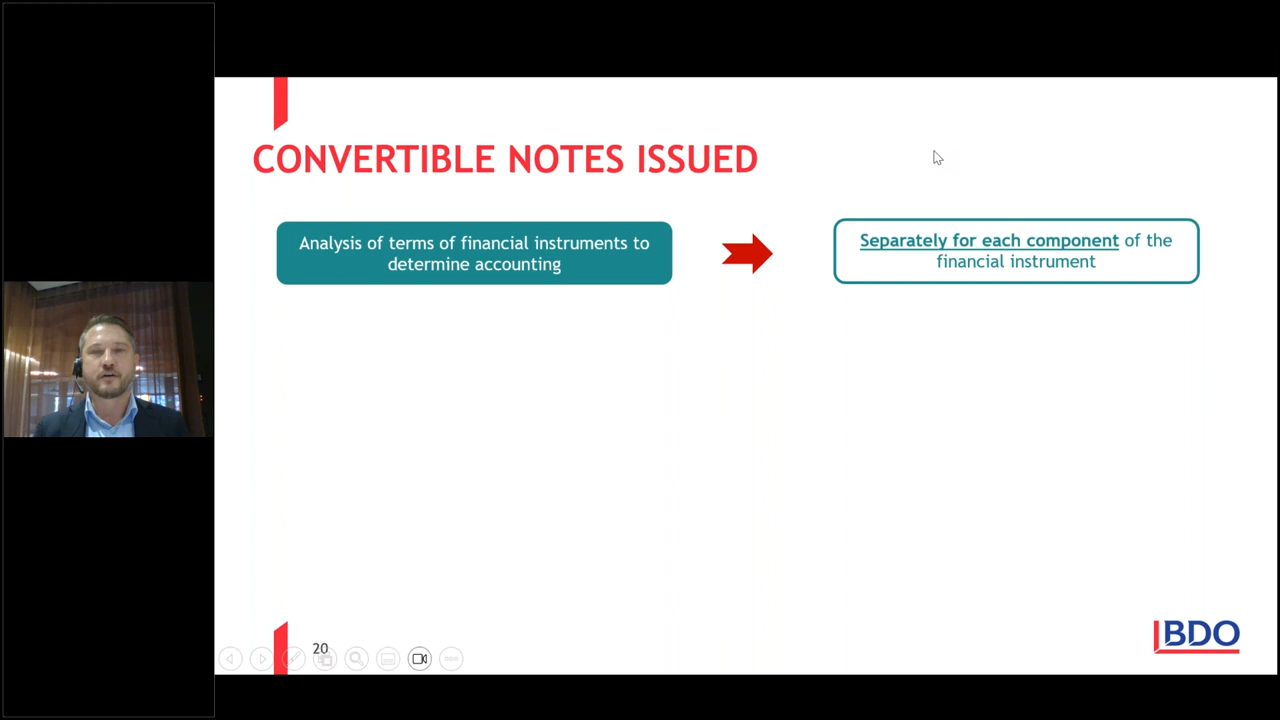 CONVERTIBLE NOTES ISSUED
Analysis of terms of financial instruments to
determine accounting
Separately for each component of the
financial instrument
20
BDO